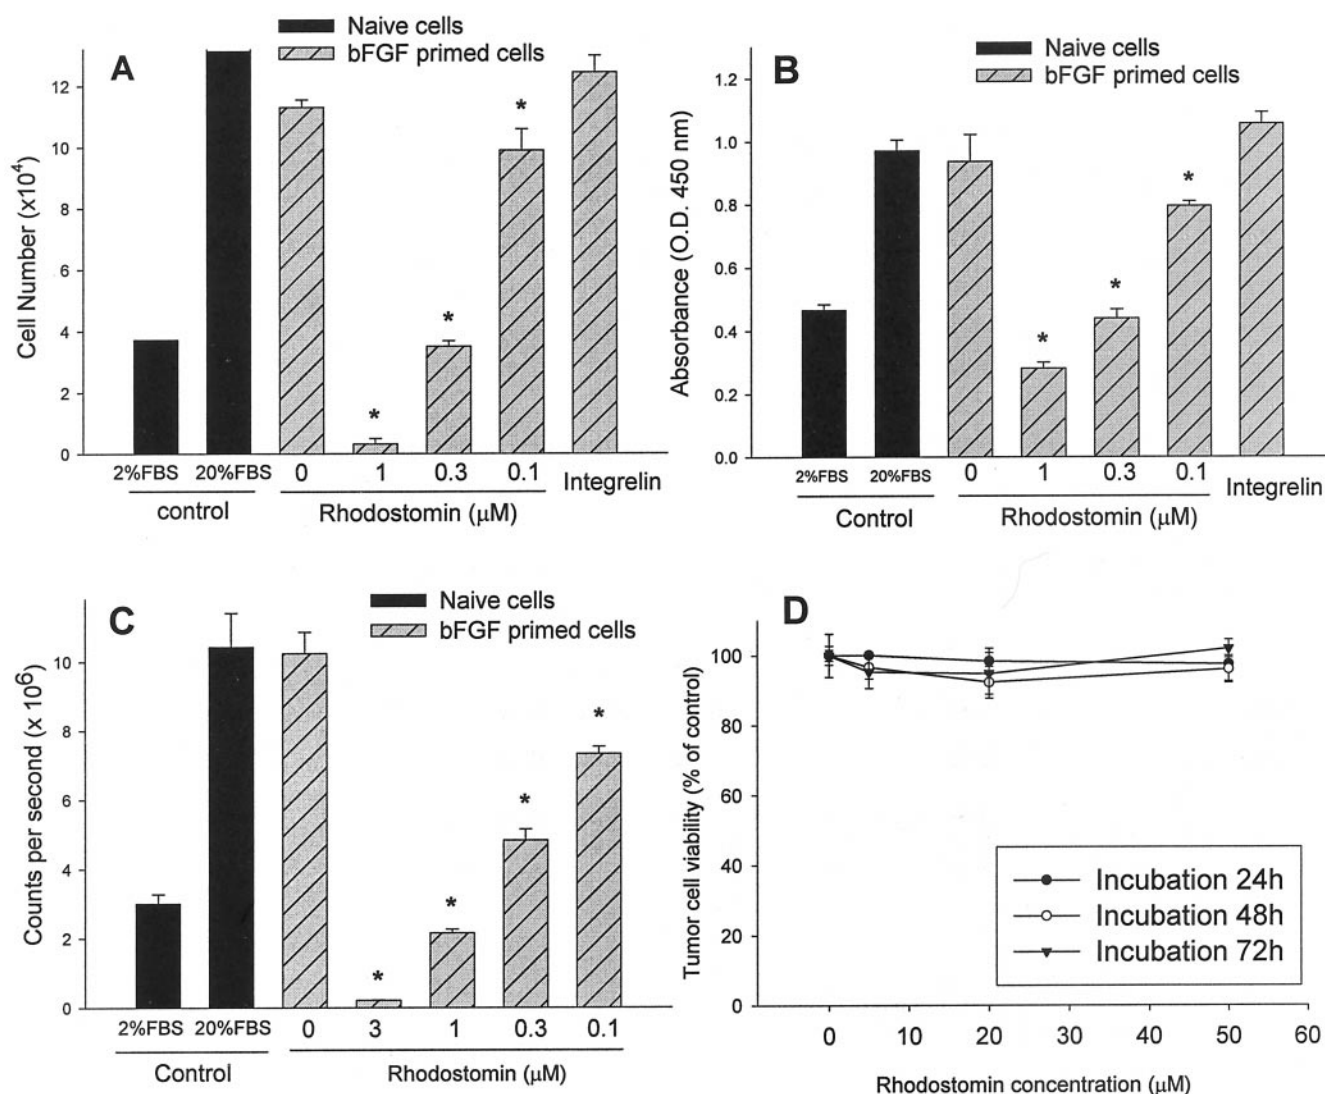 A
Naive cells
bFGF primed cells
Cell Number (x10⁴)
12
10
8
6
4
2
0
2%FBS 20%FBS 0 1 0.3 0.1 Integrelin
control Rhodostomin (μM)
* * *
B
Naive cells
bFGF primed cells
Absorbance (O.D. 450 nm)
1.2
1.0
0.8
0.6
0.4
0.2
0.0
2%FBS 20%FBS 0 1 0.3 0.1 Integrelin
Control Rhodostomin (μM)
* * *
C
Naive cells
bFGF primed cells
Counts per second (x 10⁶)
10
8
6
4
2
0
2%FBS 20%FBS 0 3 1 0.3 0.1
Control Rhodostomin (μM)
* * * *
D
Tumor cell viability (% of control)
100
80
60
40
20
0
Incubation 24h
Incubation 48h
Incubation 72h
0 10 20 30 40 50 60
Rhodostomin concentration (μM)